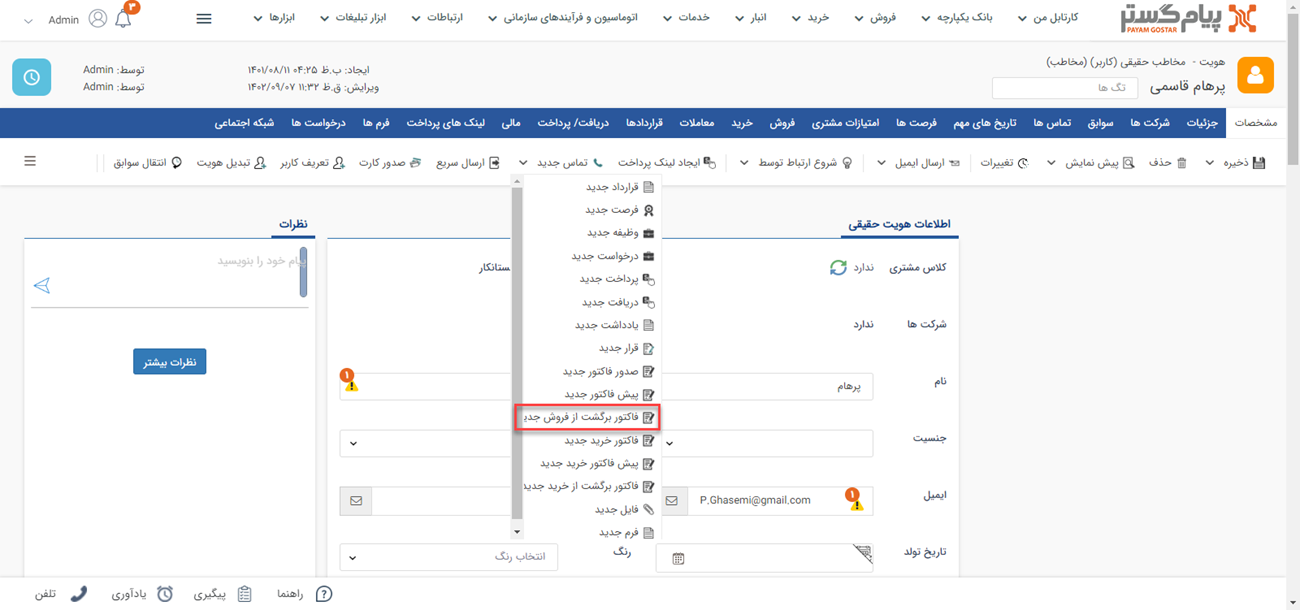 پیام گستر
PAYAM GOSTAR
کارتابل من
بانک یکپارچه
فروش
خرید
انبار
خدمات
اتوماسیون و فرآیندهای سازمانی
ارتباطات
ابزار تبلیغات
ابزارها
۳
Admin
هویت - مخاطب حقیقی (کاربر) (مخاطب)
پرهام قاسمی
تگ ها
ایجاد: ب.ظ ۰۴:۲۵ ۱۴۰۱/۰۸/۱۱
توسط: Admin
ویرایش: ق.ظ ۱۱:۳۲ ۱۴۰۲/۰۹/۰۷
توسط: Admin
مشخصات
جزئیات
شرکت ها
سوابق
تماس ها
تاریخ های مهم
فرصت ها
امتیازات مشتری
فروش
خرید
معاملات
قراردادها
دریافت/ پرداخت
مالی
لینک های پرداخت
فرم ها
درخواست ها
شبکه اجتماعی
ذخیره
حذف
پیش نمایش
تغییرات
ارسال ایمیل
شروع ارتباط توسط
ایجاد لینک پرداخت
تماس جدید
ارسال سریع
صدور کارت
تعریف کاربر
تبدیل هویت
انتقال سوابق
قرارداد جدید
فرصت جدید
وظیفه جدید
درخواست جدید
پرداخت جدید
دریافت جدید
یادداشت جدید
قرار جدید
صدور فاکتور جدید
پیش فاکتور جدید
فاکتور برگشت از فروش جدید
فاکتور خرید جدید
پیش فاکتور خرید جدید
فاکتور برگشت از خرید جدید
فایل جدید
فرم جدید
اطلاعات هویت حقیقی
کلاس مشتری
ندارد
شرکت ها
ندارد
نام
پرهام
۱
جنسیت
ایمیل
P.Ghasemi@gmail.com
۱
تاریخ تولد
رنگ
انتخاب رنگ
نظرات
پیام خود را بنویسید
نظرات بیشتر
راهنما
پیگیری
یادآوری
تلفن